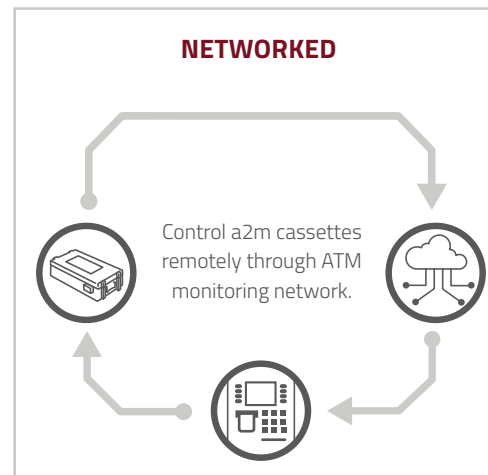 NETWORKED
Control a2m cassettes
remotely through ATM
monitoring network.